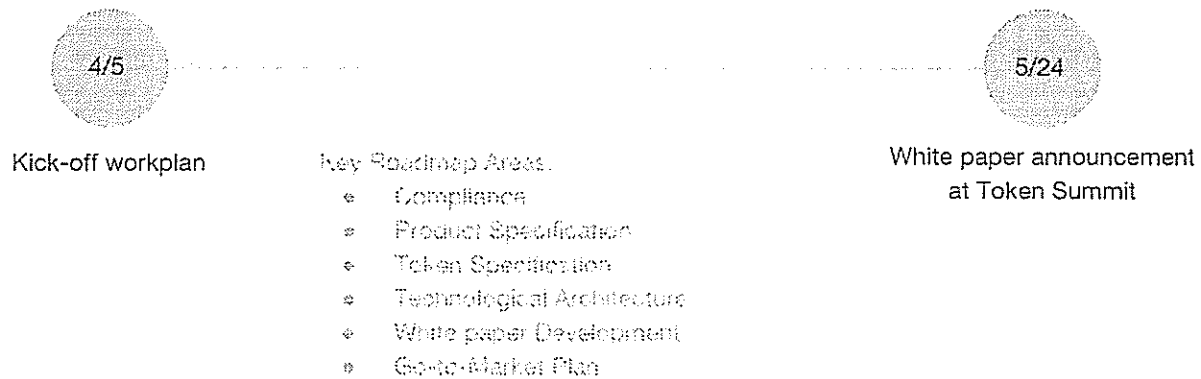 4/5
5/24
Kick-off workplan
White paper announcement
at Token Summit
Key Roadmap Areas:
• Compliance
• Product Specification
• Token Specification
• Technological Architecture
• White paper Development
• Go-to-Market Plan